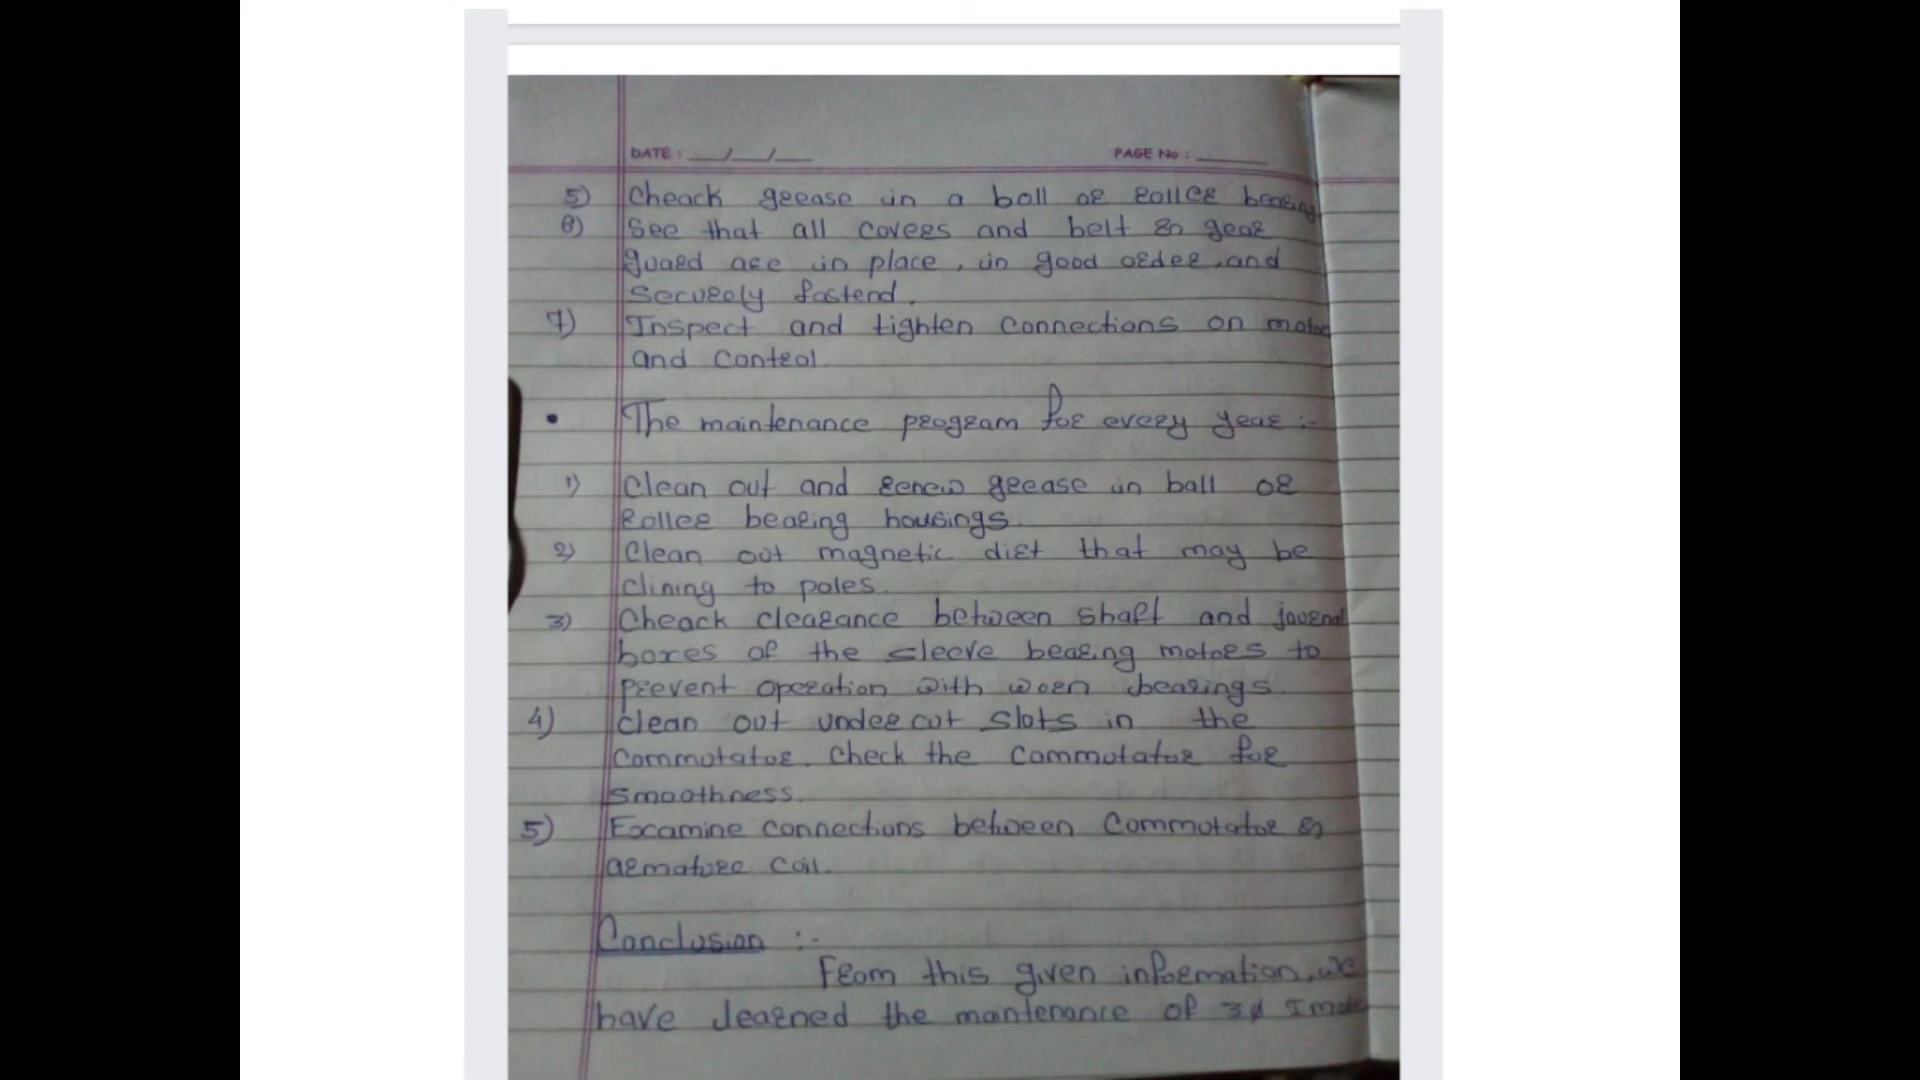 DATE : __/__/__ PAGE No : ______
5) Cheack grease in a boll or roller bearing
6) See that all covers and belt & gear
guard are in place, in good order, and
securely fastend.
7) Inspect and tighten connections on motor
and control.
• The maintenance program for every year :-
1) Clean out and renew grease in ball or
roller bearing housings.
2) Clean out magnetic dirt that may be
clining to poles.
3) Cheack clearance between shaft and journal
boxes of the sleeve bearing motors to
prevent operation with worn bearings.
4) clean out undercut slots in the
commutator. Check the commutator for
smoothness.
5) Examine connections between commutator &
armature coil.
Conclusion :-
From this given information, we
have learned the maintenance of 3ϕ I